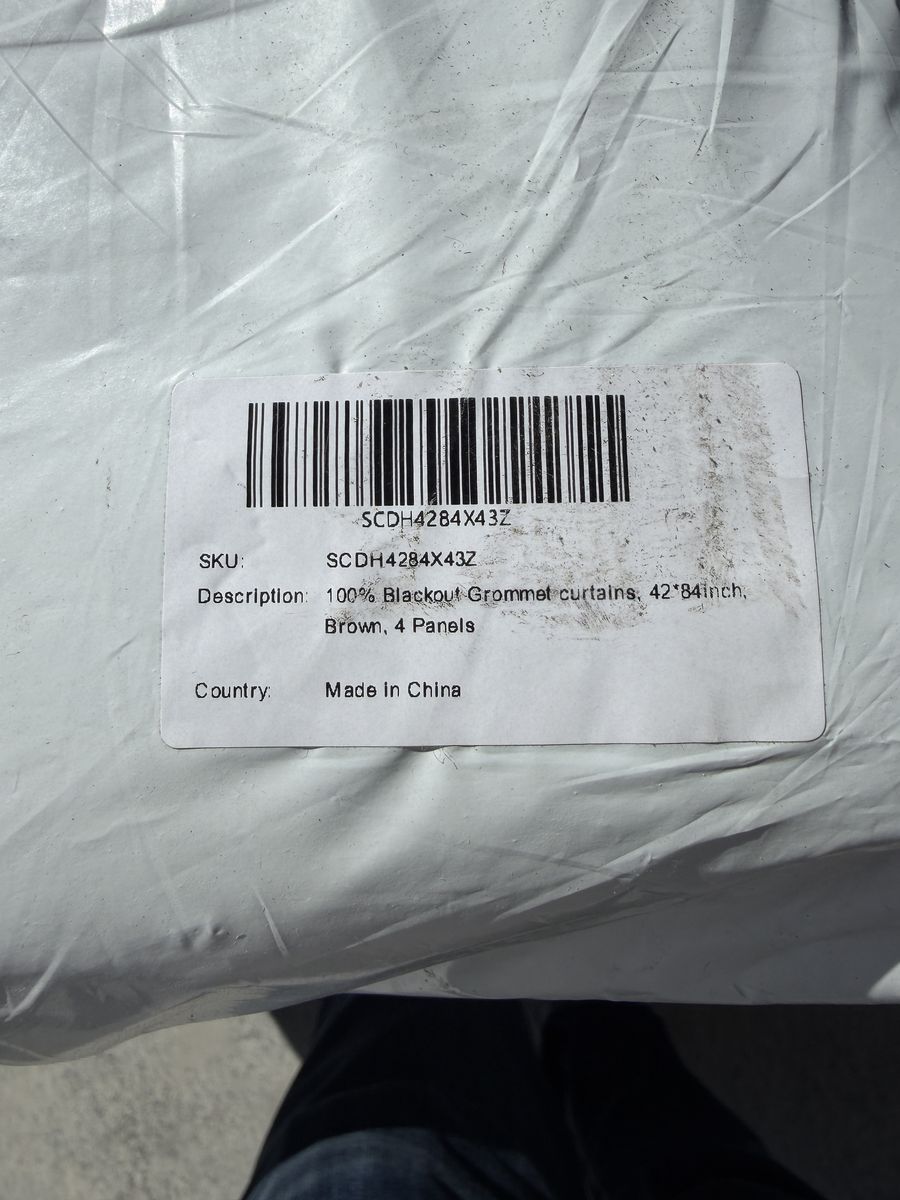 SCDH4284X43Z
SKU: SCDH4284X43Z
Description: 100% Blackout Grommet curtains, 42*84inch,
Brown, 4 Panels
Country: Made in China